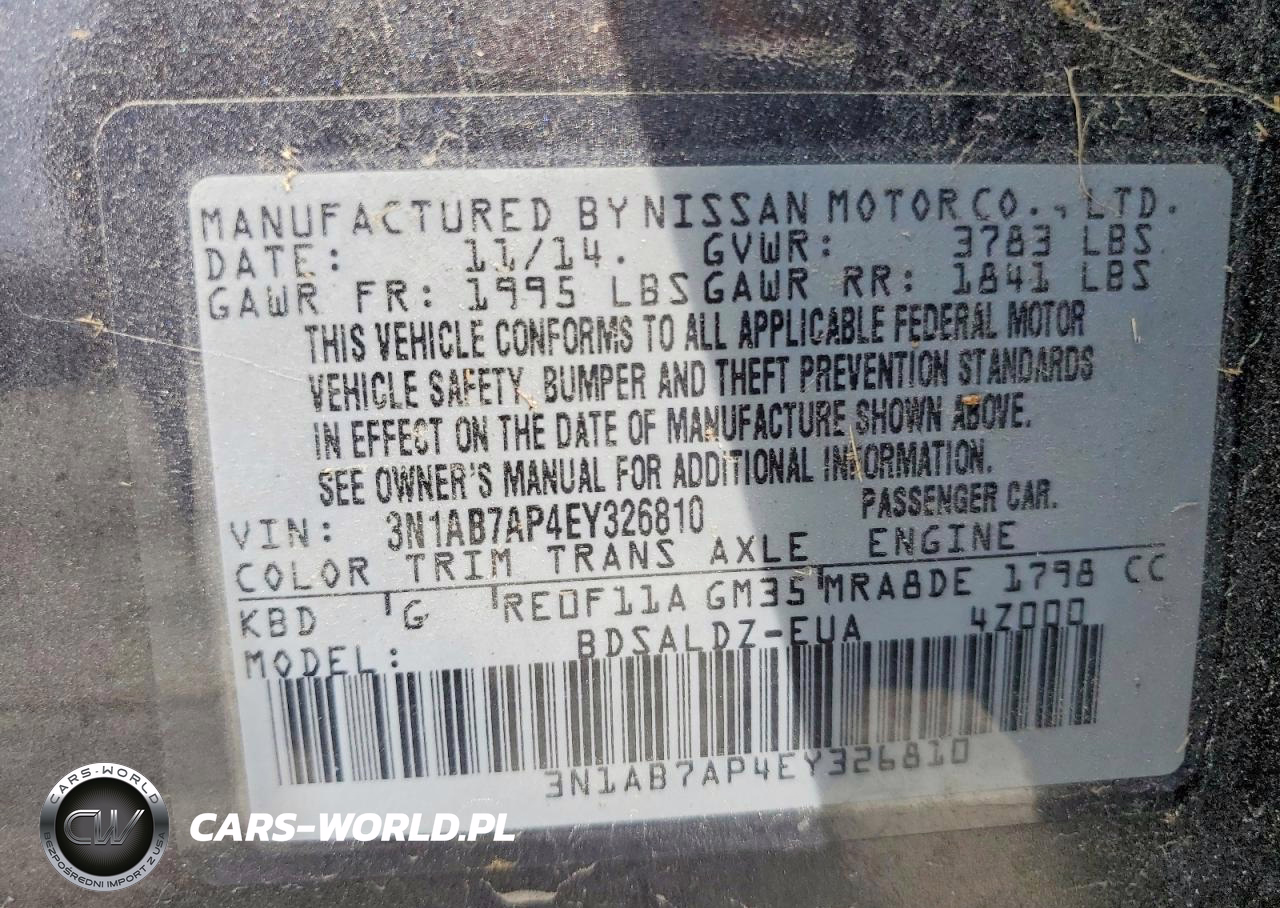 MANUFACTURED BY NISSAN MOTOR CO., LTD.
DATE: 11/14. GVWR: 3783 LBS
GAWR FR: 1995 LBS GAWR RR: 1841 LBS
THIS VEHICLE CONFORMS TO ALL APPLICABLE FEDERAL MOTOR
VEHICLE SAFETY, BUMPER AND THEFT PREVENTION STANDARDS
IN EFFECT ON THE DATE OF MANUFACTURE SHOWN ABOVE.
SEE OWNER'S MANUAL FOR ADDITIONAL INFORMATION.
VIN: 3N1AB7AP4EY326810 PASSENGER CAR.
COLOR TRIM TRANS AXLE ENGINE
KBD G RE0F11A GM35 MRA8DE 1798 CC
MODEL: BDSALDZ-EUA 4Z000
3N1AB7AP4EY326810
CARS-WORLD
CW
BEZPOŚREDNI IMPORT Z USA
CARS-WORLD.PL